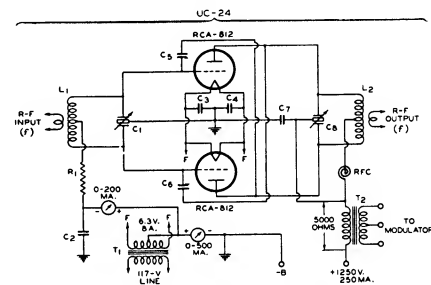 UC-24
RCA-812
C5
L1
L2
C3
C4
C7
R-F
INPUT
(f)
C1
C8
R-F
OUTPUT
(f)
F
F
R1
C6
RFC
0-200
MA.
RCA-812
T2
- +
6.3 V.
8 A.
F
F
- +
5000
OHMS
TO
MODULATOR
C2
T1
0-500
MA.
117-V
LINE
-B
+1250V.
250 MA.